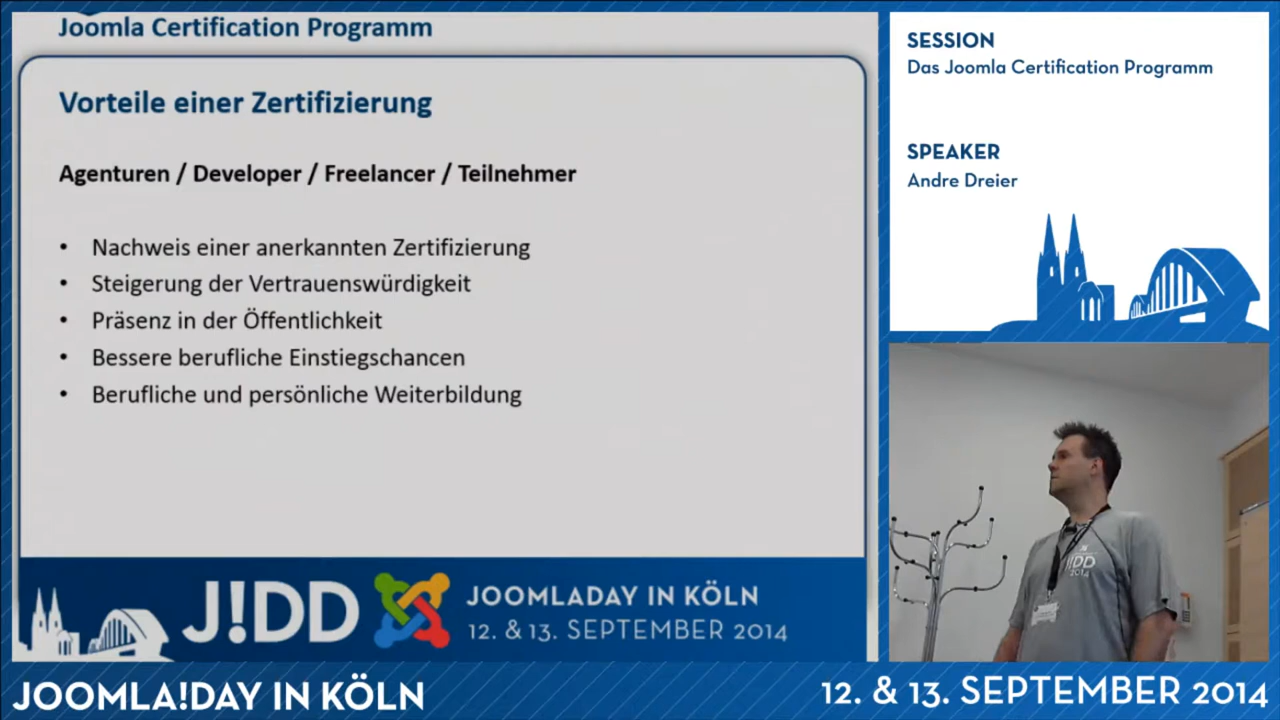 Joomla Certification Programm
Vorteile einer Zertifizierung
Agenturen / Developer / Freelancer / Teilnehmer
• Nachweis einer anerkannten Zertifizierung
• Steigerung der Vertrauenswürdigkeit
• Präsenz in der Öffentlichkeit
• Bessere berufliche Einstiegschancen
• Berufliche und persönliche Weiterbildung
J!DD
JOOMLADAY IN KÖLN
12. & 13. SEPTEMBER 2014
SESSION
Das Joomla Certification Programm
SPEAKER
Andre Dreier
J!DD
2014
JOOMLA!DAY IN KÖLN
12. & 13. SEPTEMBER 2014